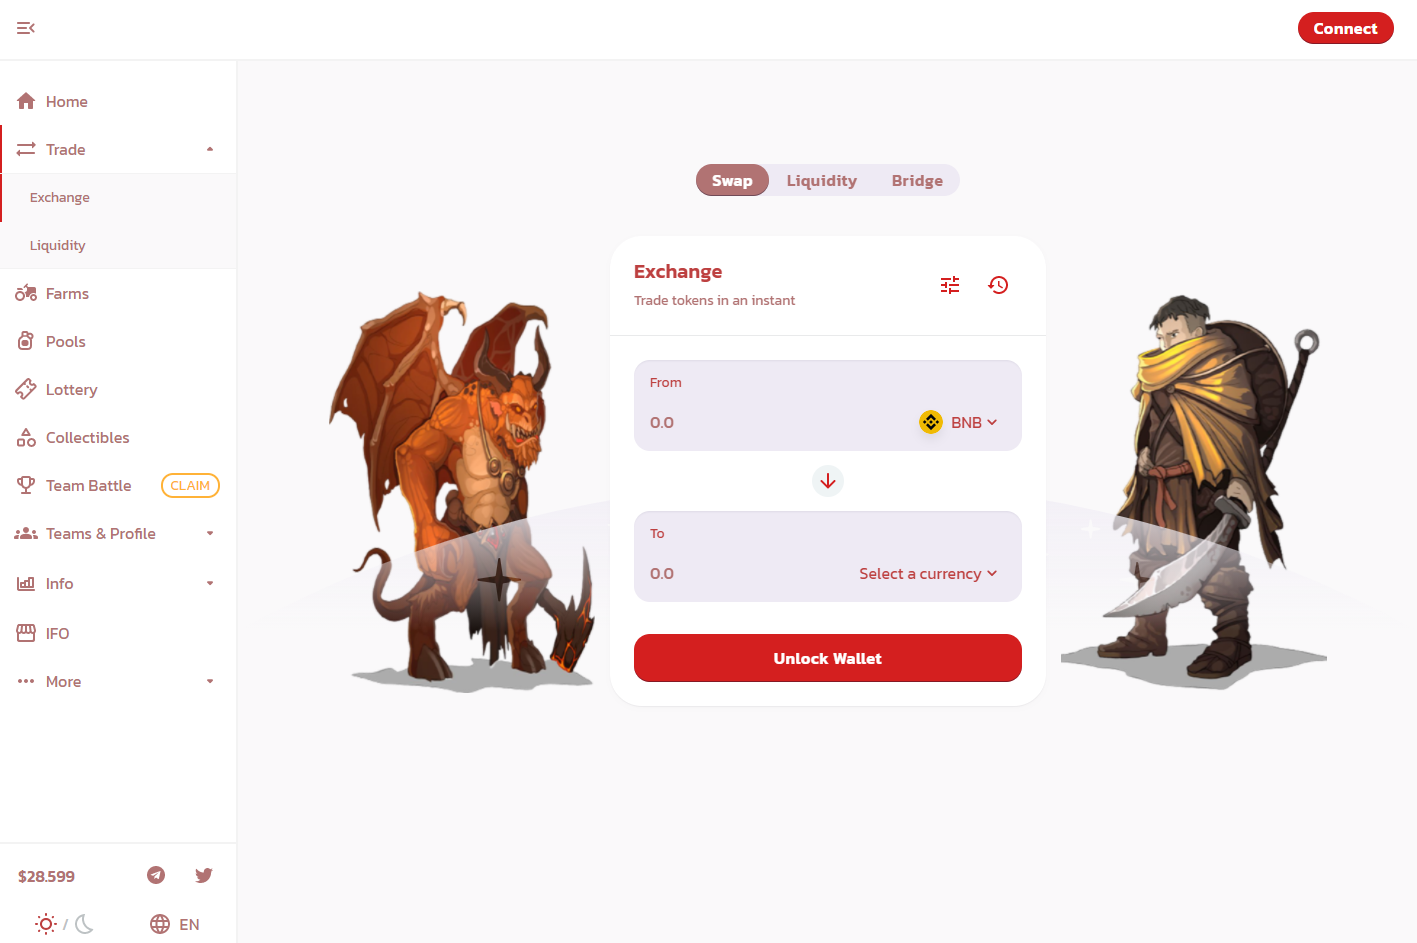 Connect
Home
Trade
Exchange
Liquidity
Farms
Pools
Lottery
Collectibles
Team Battle CLAIM
Teams & Profile
Info
IFO
More
$28.599
/ EN
Swap Liquidity Bridge
Exchange
Trade tokens in an instant
From
0.0 BNB
To
0.0 Select a currency
Unlock Wallet